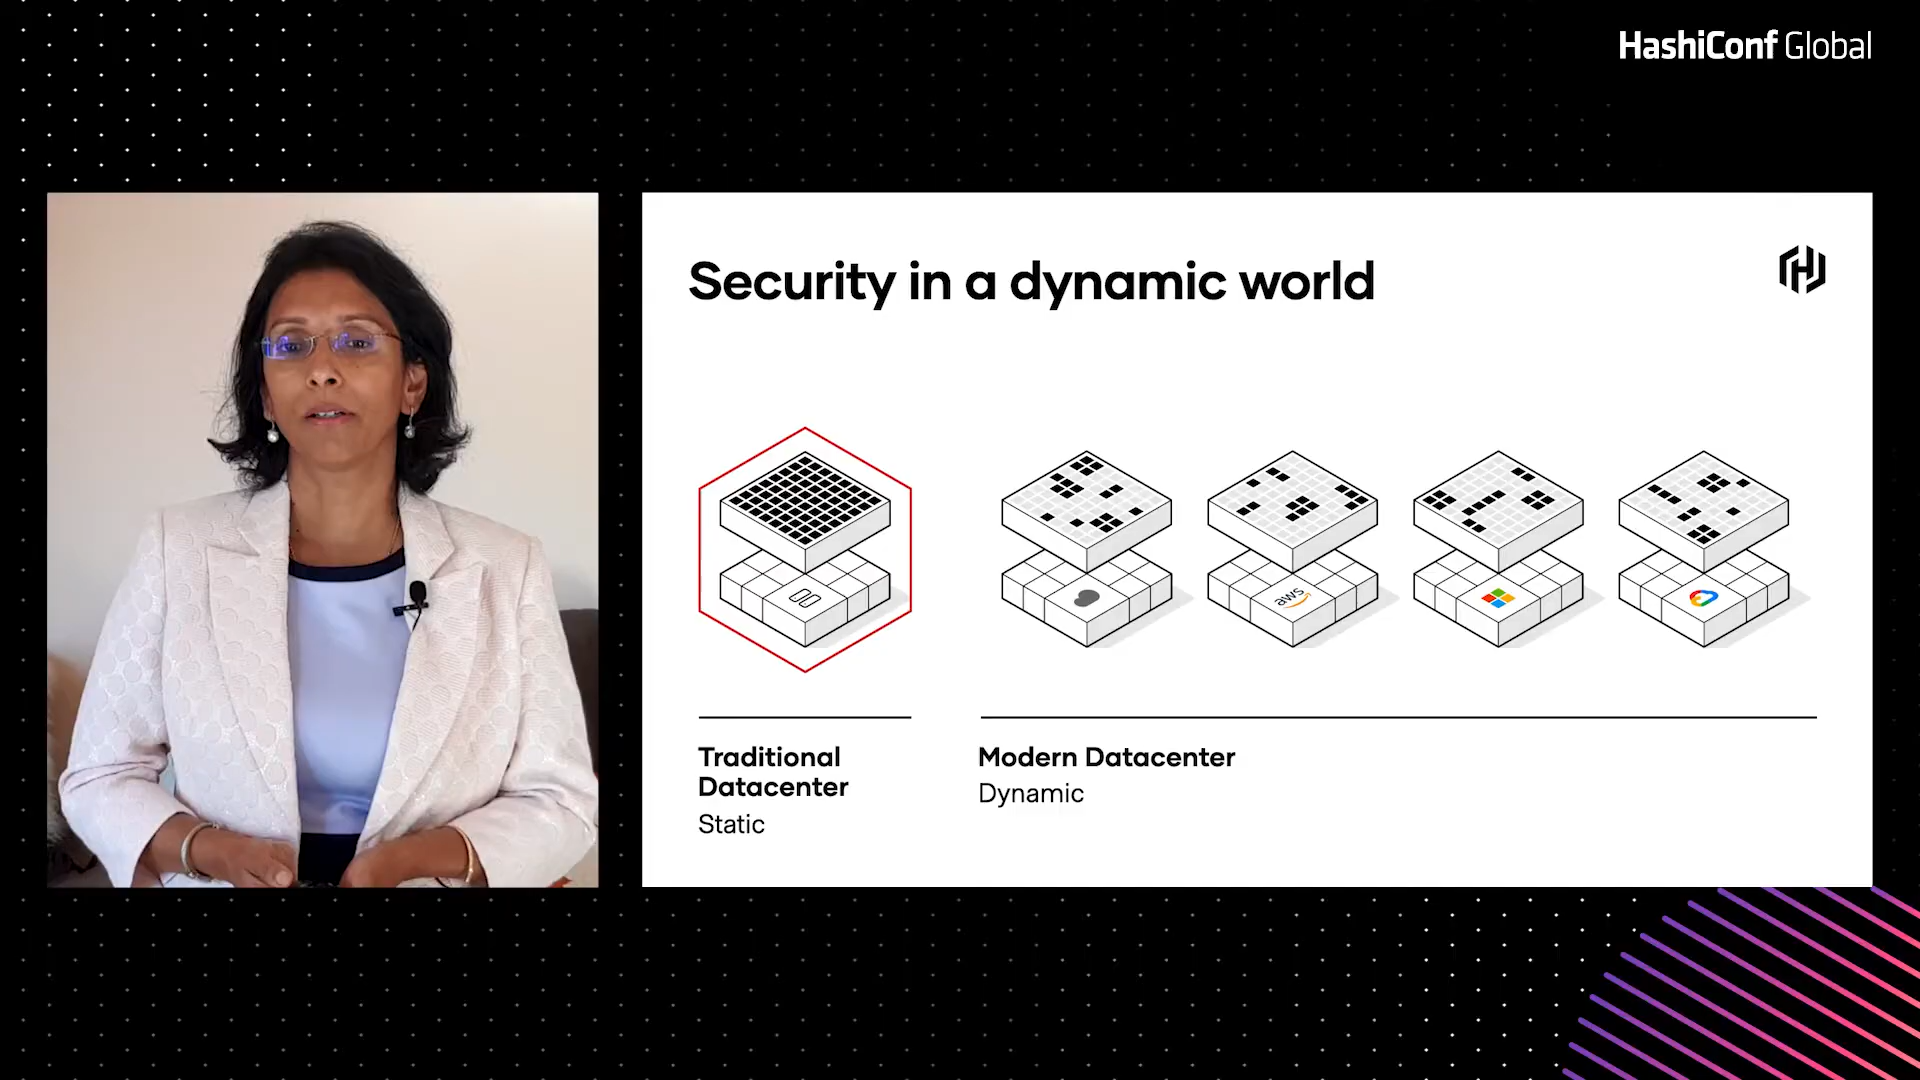 HashiConf Global
Security in a dynamic world
aws
Traditional
Datacenter
Static
Modern Datacenter
Dynamic